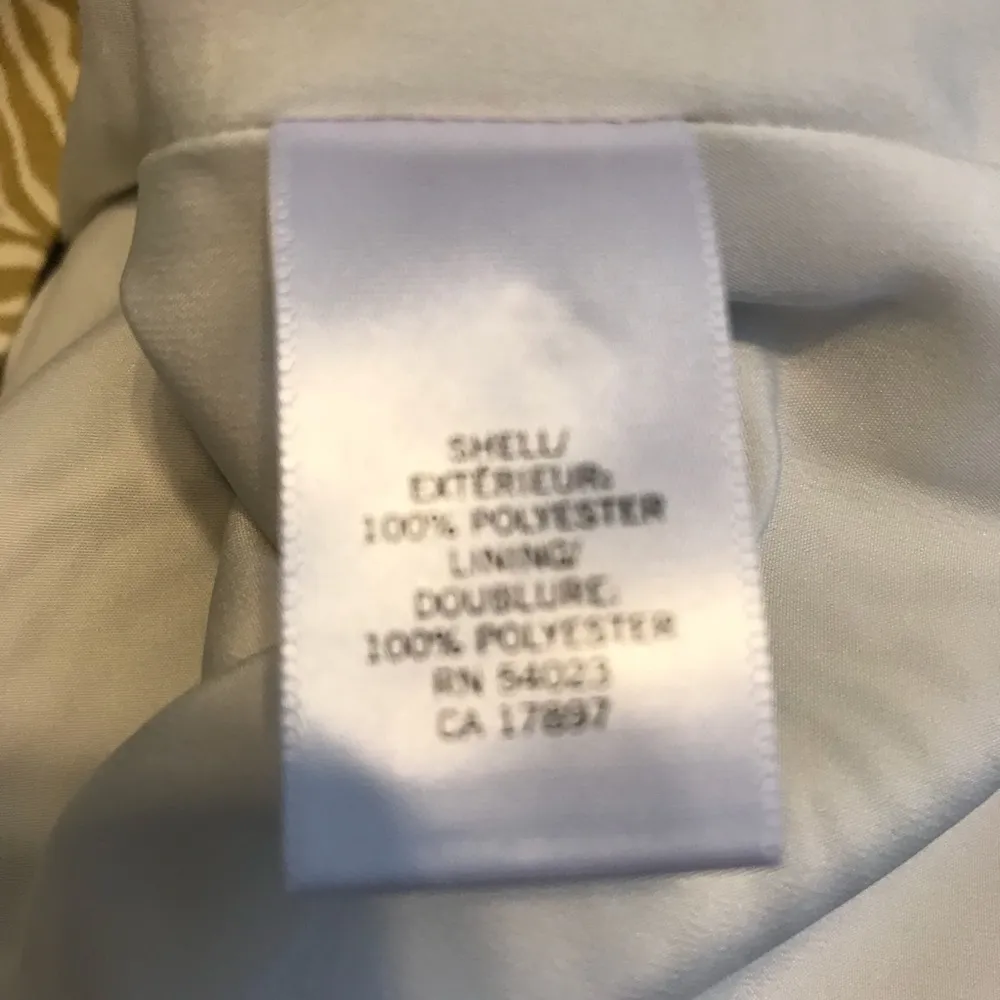 SHELL/
EXTÉRIEUR:
100% POLYESTER
LINING/
DOUBLURE:
100% POLYESTER
RN 54023
CA 17897